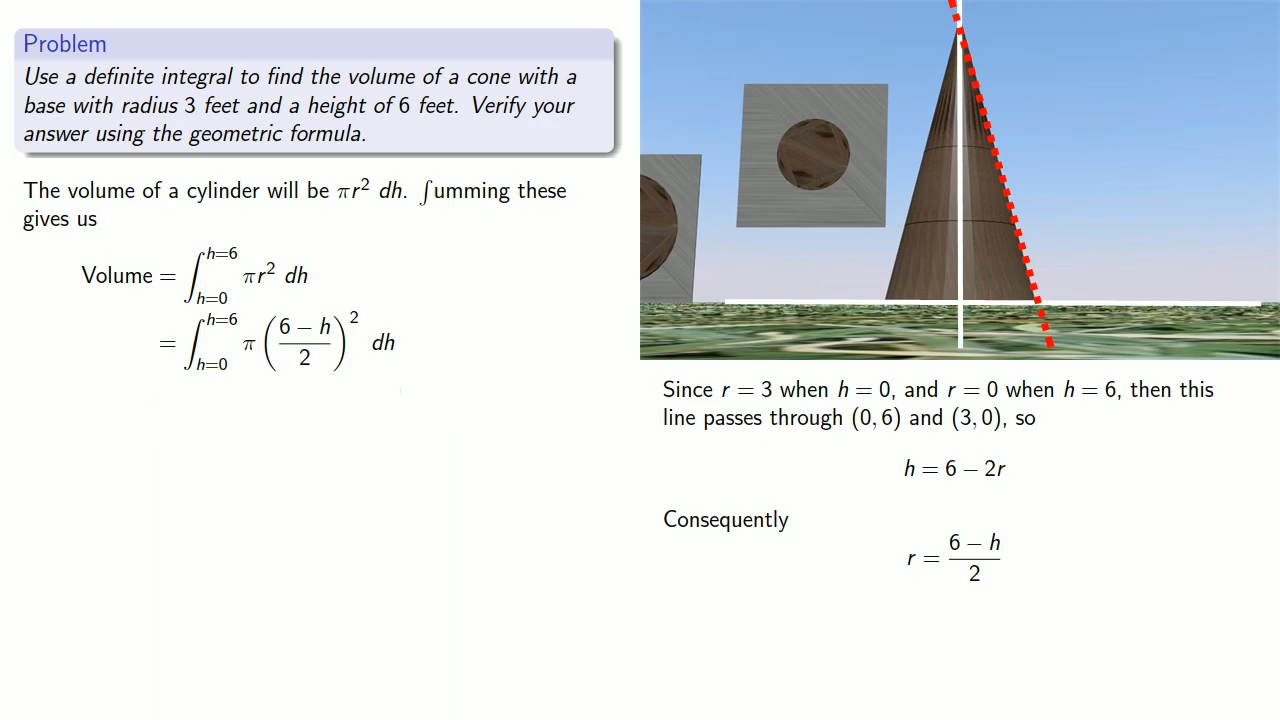 Problem
Use a definite integral to find the volume of a cone with a
base with radius 3 feet and a height of 6 feet. Verify your
answer using the geometric formula.
The volume of a cylinder will be πr² dh. ∫umming these
gives us
Volume = ∫_{h=0}^{h=6} πr² dh
= ∫_{h=0}^{h=6} π ((6 − h)/2)² dh
Since r = 3 when h = 0, and r = 0 when h = 6, then this
line passes through (0, 6) and (3, 0), so
h = 6 − 2r
Consequently
r = (6 − h)/2